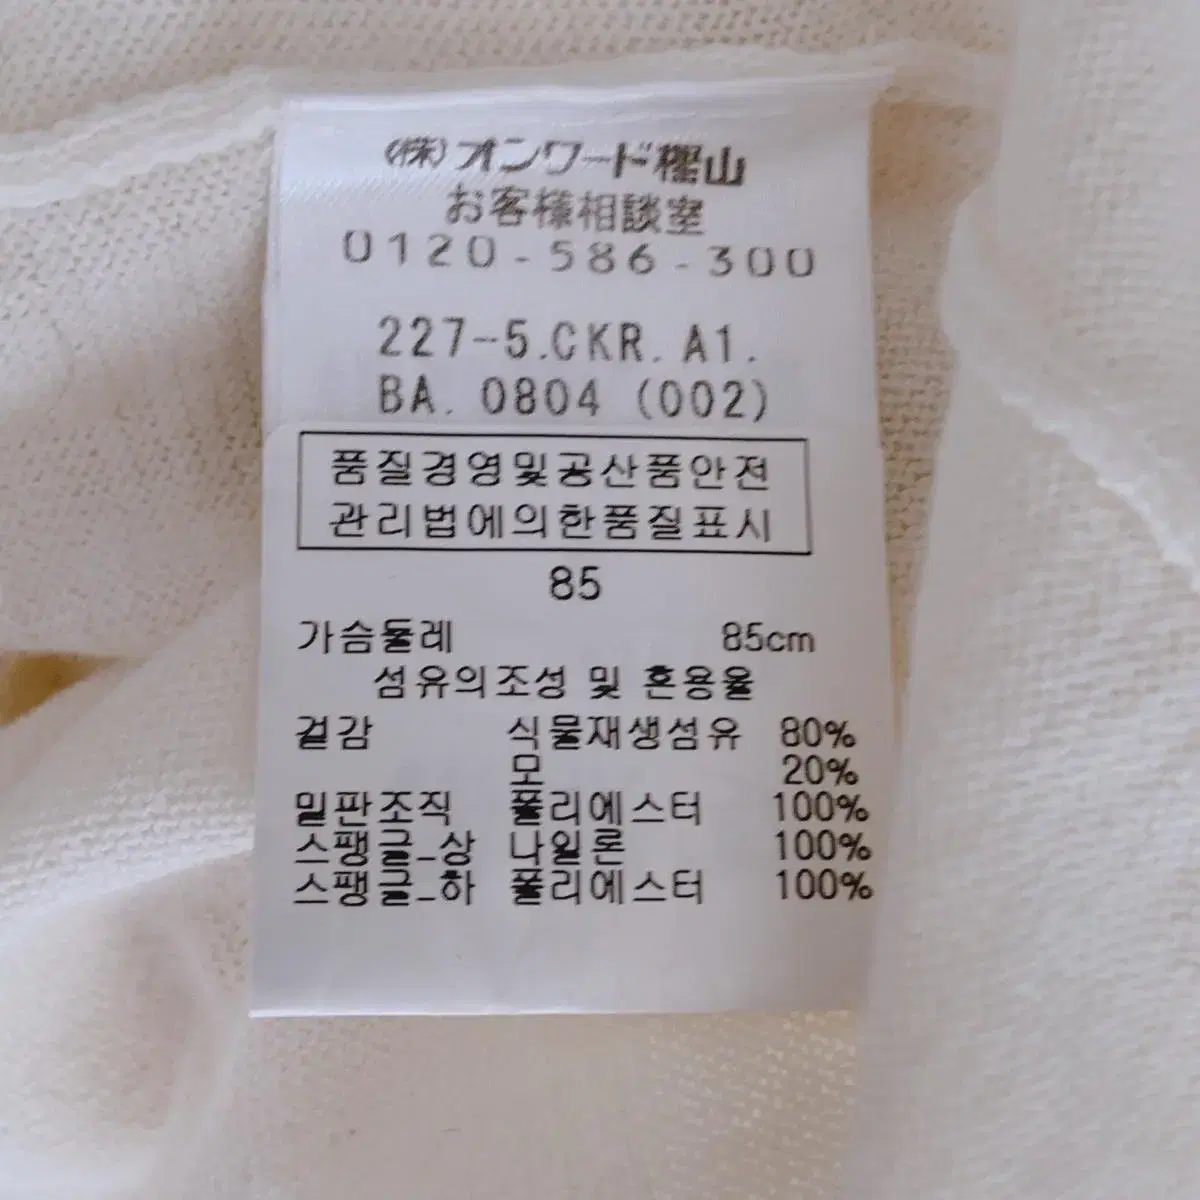 (株)オンワード樫山
お客様相談室
0120-586-300
227-5.CKR.A1.
BA.0804 (002)
품질경영및공산품안전
관리법에의한품질표시
85
가슴둘레 85cm
섬유의조성 및 혼용율
겉감 식물재생섬유 80%
모 20%
밑판조직 폴리에스터 100%
스팽글_상 나일론 100%
스팽글_하 폴리에스터 100%